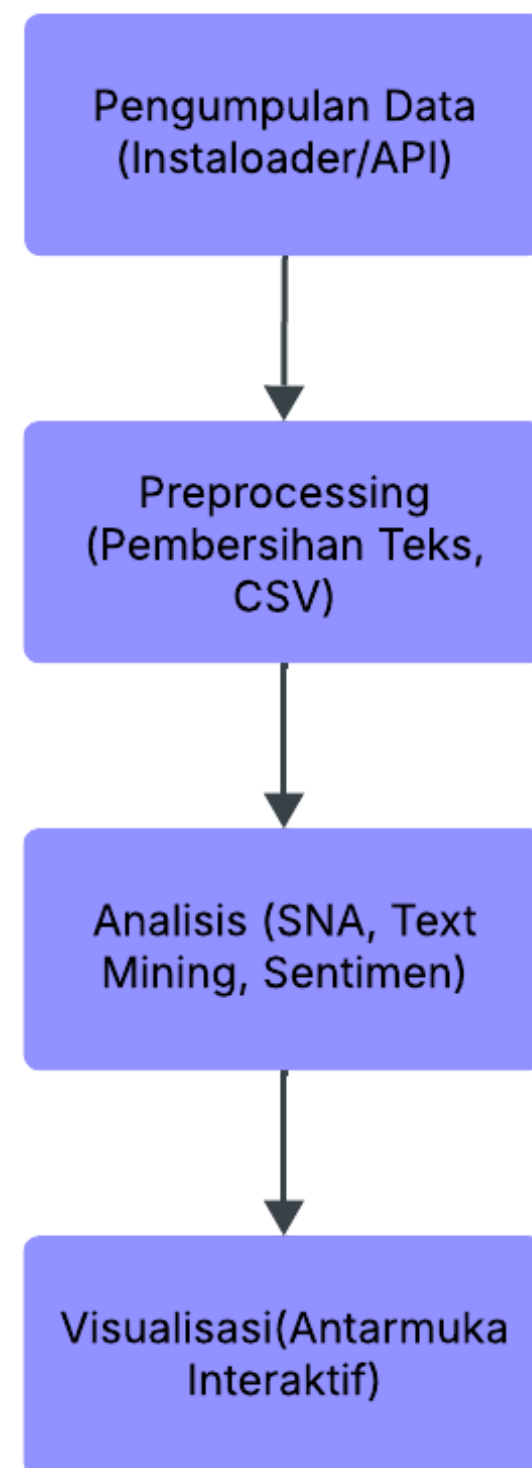 Pengumpulan Data
(Instaloader/API)
Preprocessing
(Pembersihan Teks,
CSV)
Analisis (SNA, Text
Mining, Sentimen)
Visualisasi(Antarmuka
Interaktif)